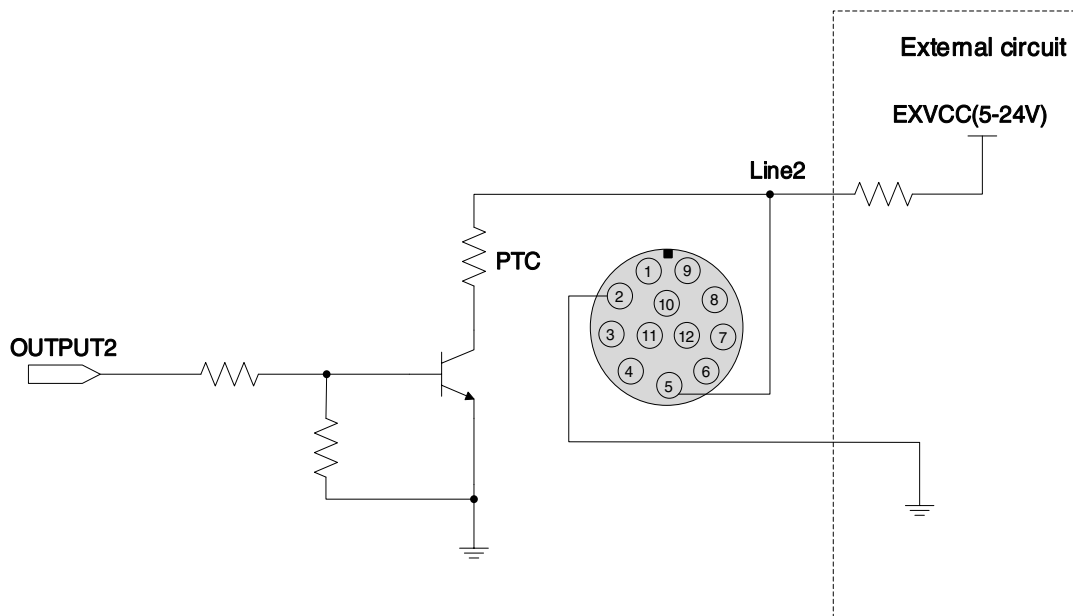 External circuit
EXVCC(5-24V)
Line2
PTC
1
9
2
10
8
3
11
12
7
OUTPUT2
4
5
6